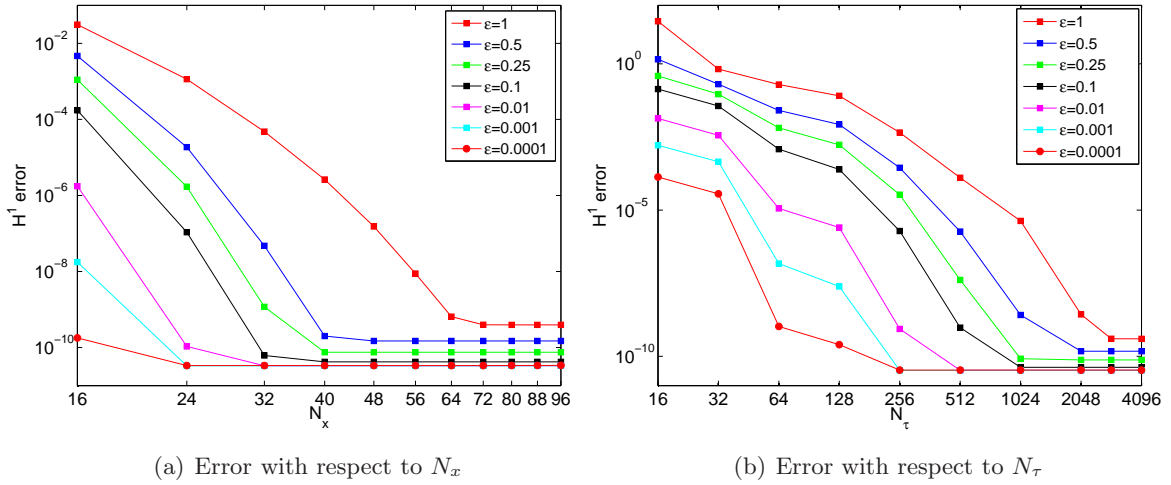 10^{-2}
10^{-4}
10^{-6}
10^{-8}
10^{-10}
H^1 error
16 24 32 40 48 56 64 72 80 88 96
N_x
ε=1
ε=0.5
ε=0.25
ε=0.1
ε=0.01
ε=0.001
ε=0.0001
(a) Error with respect to N_x
10^0
10^{-5}
10^{-10}
H^1 error
16 32 64 128 256 512 1024 2048 4096
N_τ
ε=1
ε=0.5
ε=0.25
ε=0.1
ε=0.01
ε=0.001
ε=0.0001
(b) Error with respect to N_τ